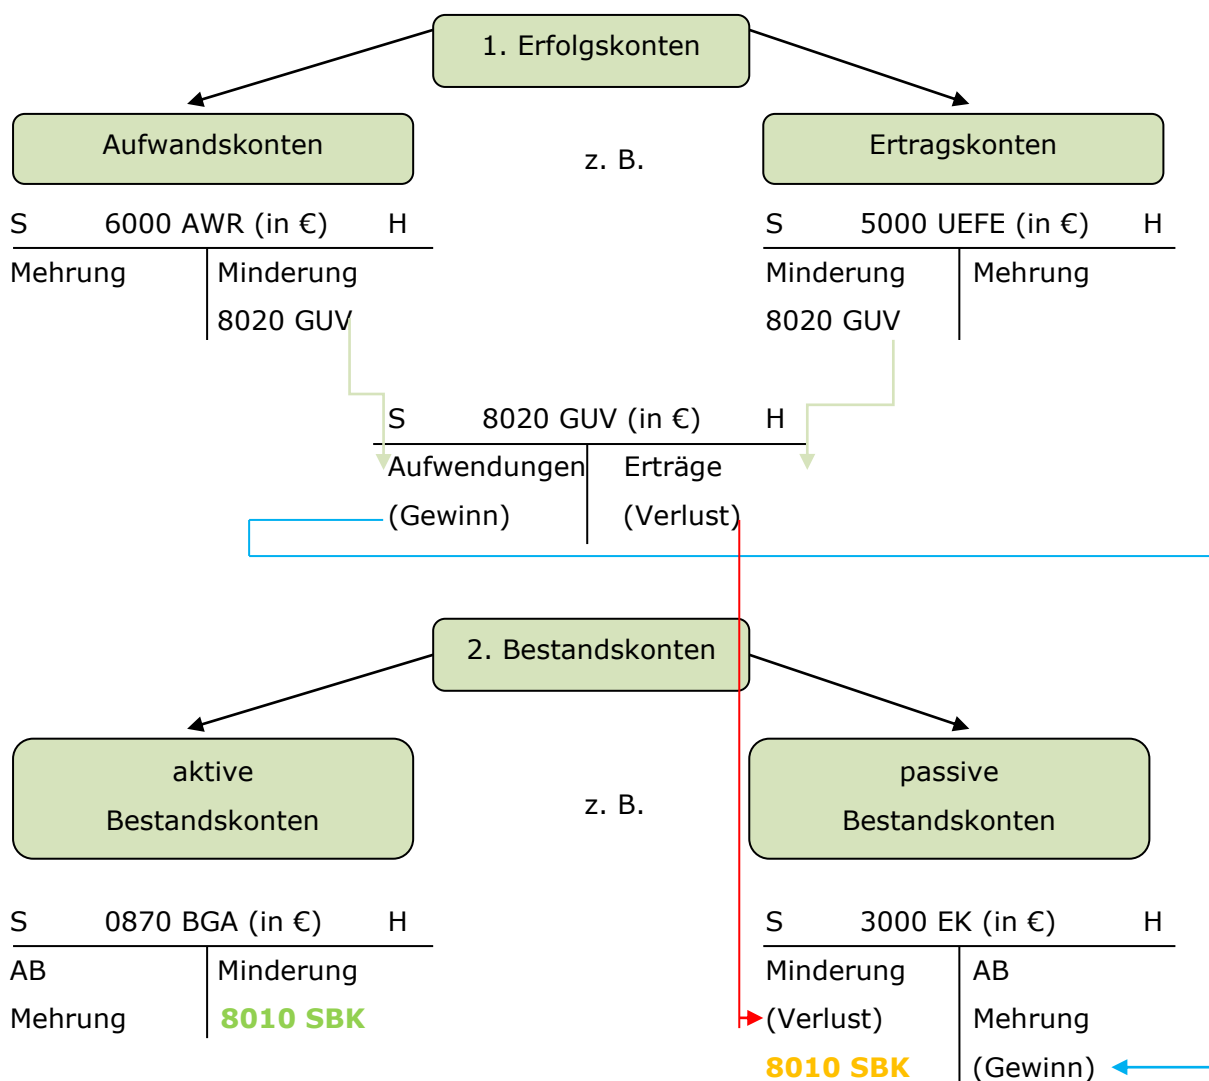 1. Erfolgskonten
Aufwandskonten
z. B.
Ertragskonten
S 6000 AWR (in €) H
Mehrung Minderung
8020 GUV
S 5000 UEFE (in €) H
Minderung Mehrung
8020 GUV
S 8020 GUV (in €) H
Aufwendungen Erträge
(Gewinn) (Verlust)
2. Bestandskonten
aktive
Bestandskonten
z. B.
passive
Bestandskonten
S 0870 BGA (in €) H
AB Minderung
Mehrung 8010 SBK
S 3000 EK (in €) H
Minderung AB
(Verlust) Mehrung
8010 SBK (Gewinn)